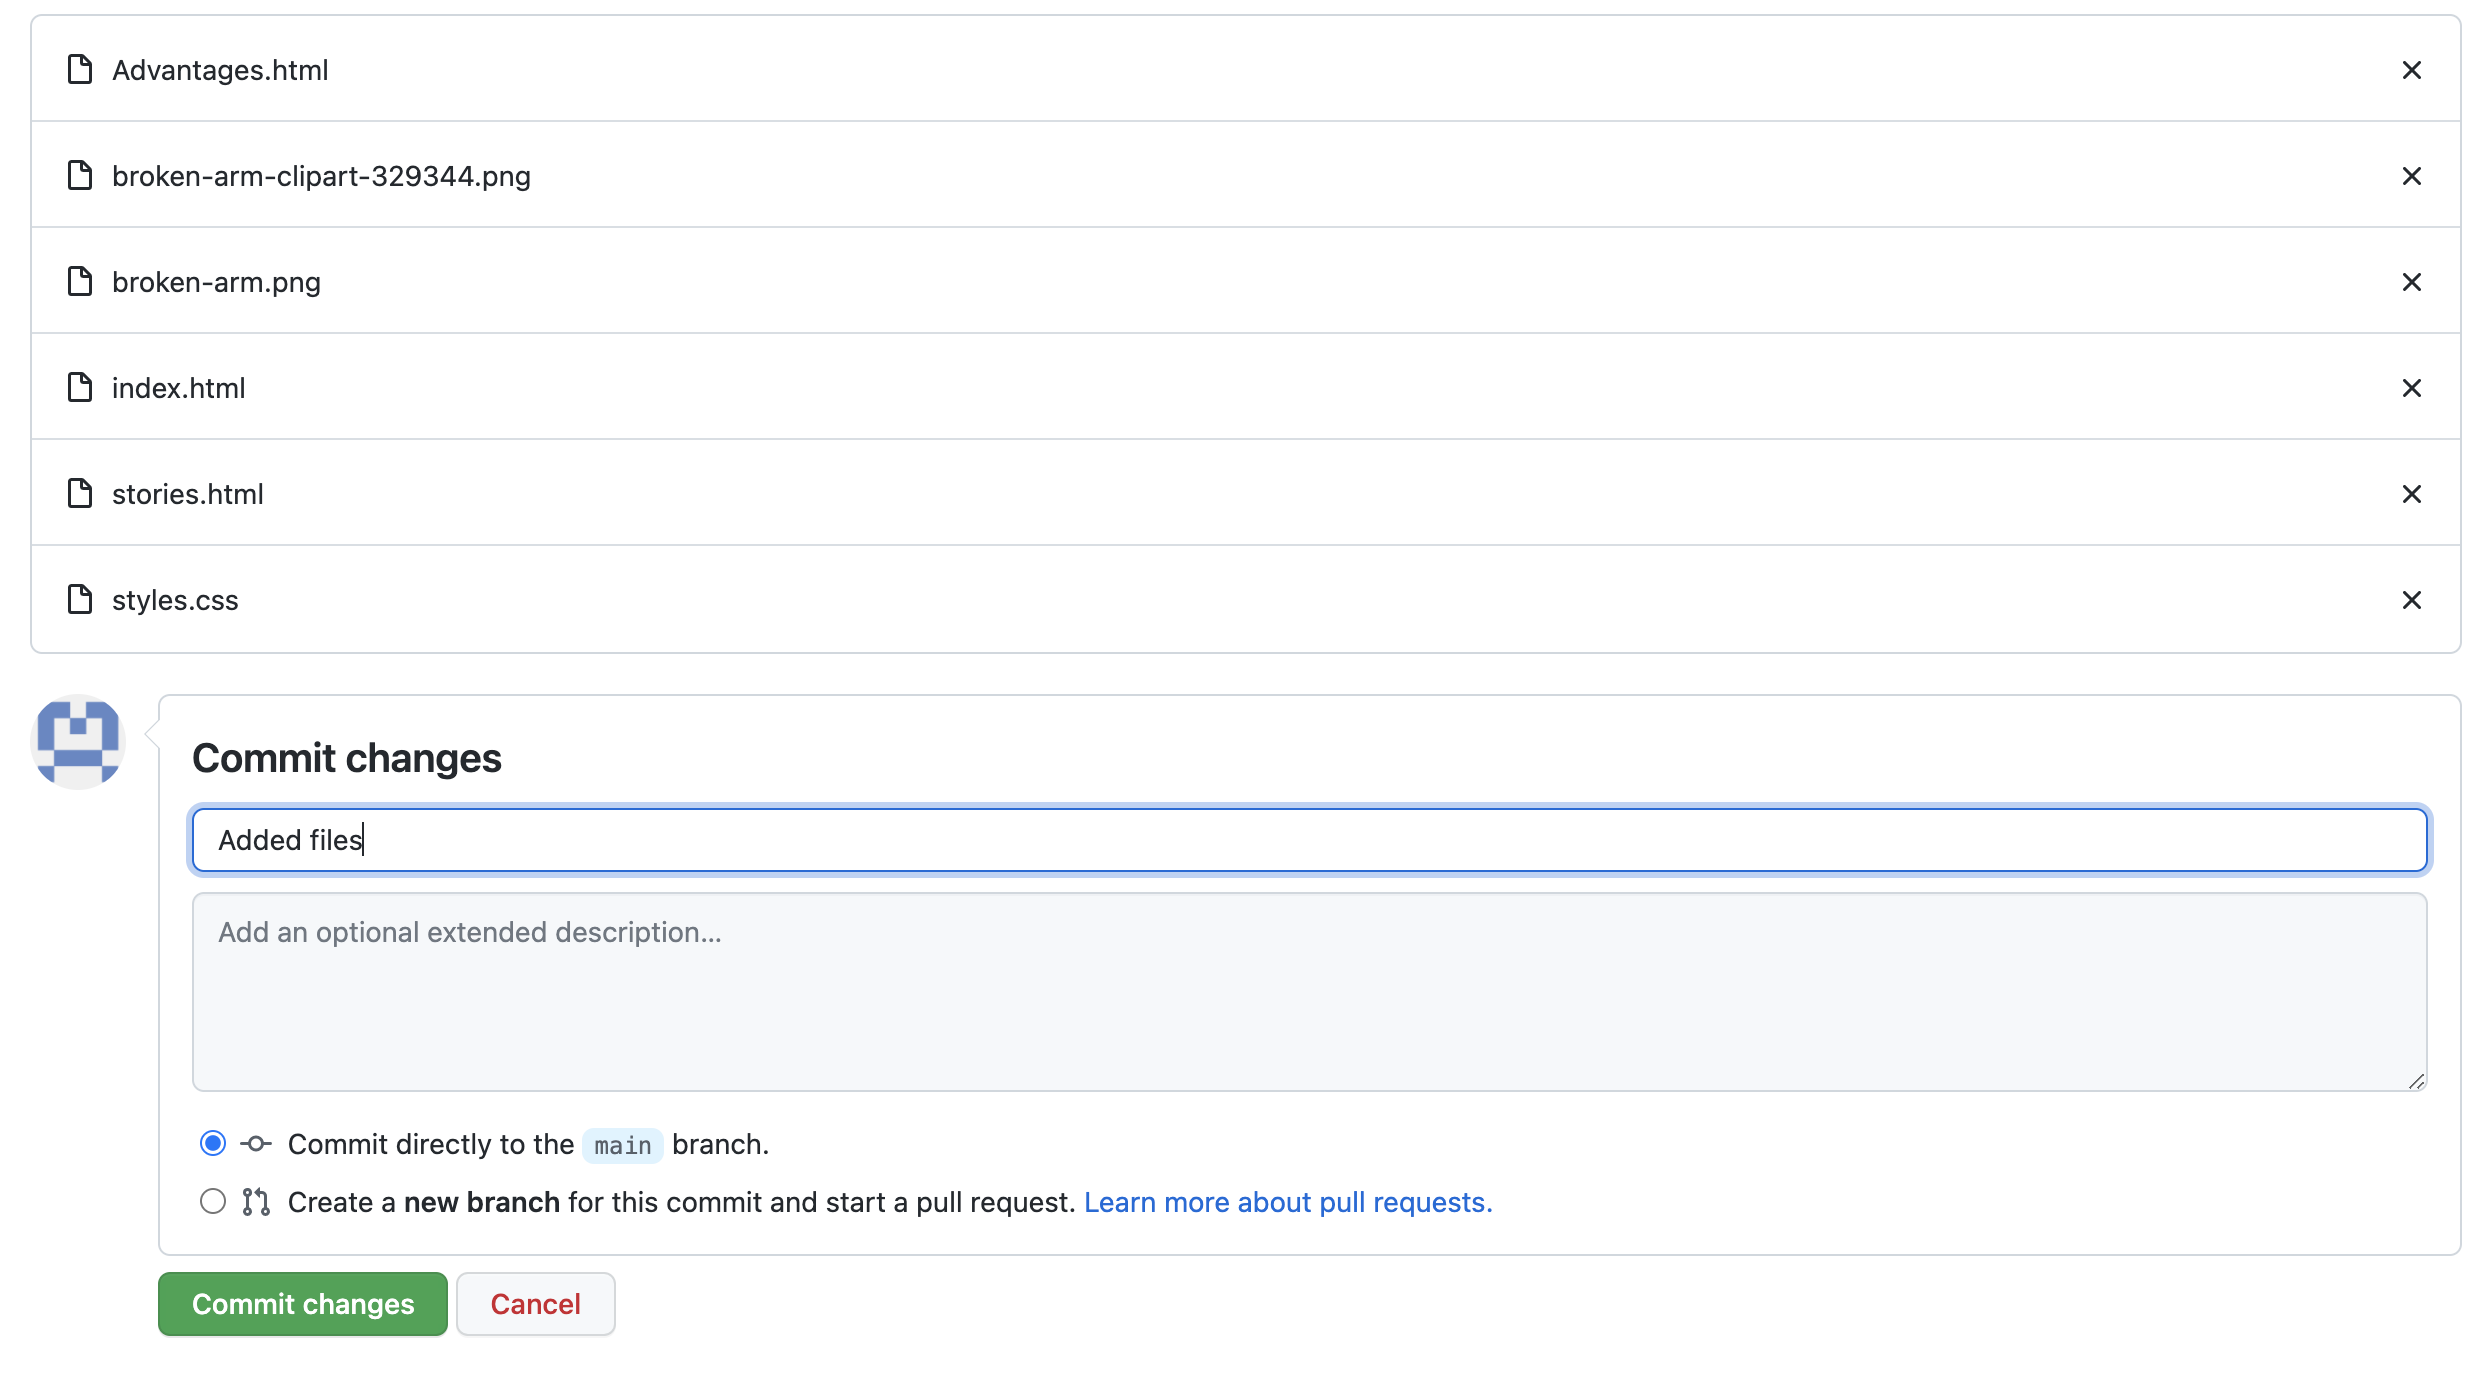 Advantages.html
broken-arm-clipart-329344.png
broken-arm.png
index.html
stories.html
styles.css
Commit changes
Added files
Add an optional extended description...
Commit directly to the main branch.
Create a new branch for this commit and start a pull request. Learn more about pull requests.
Commit changes Cancel